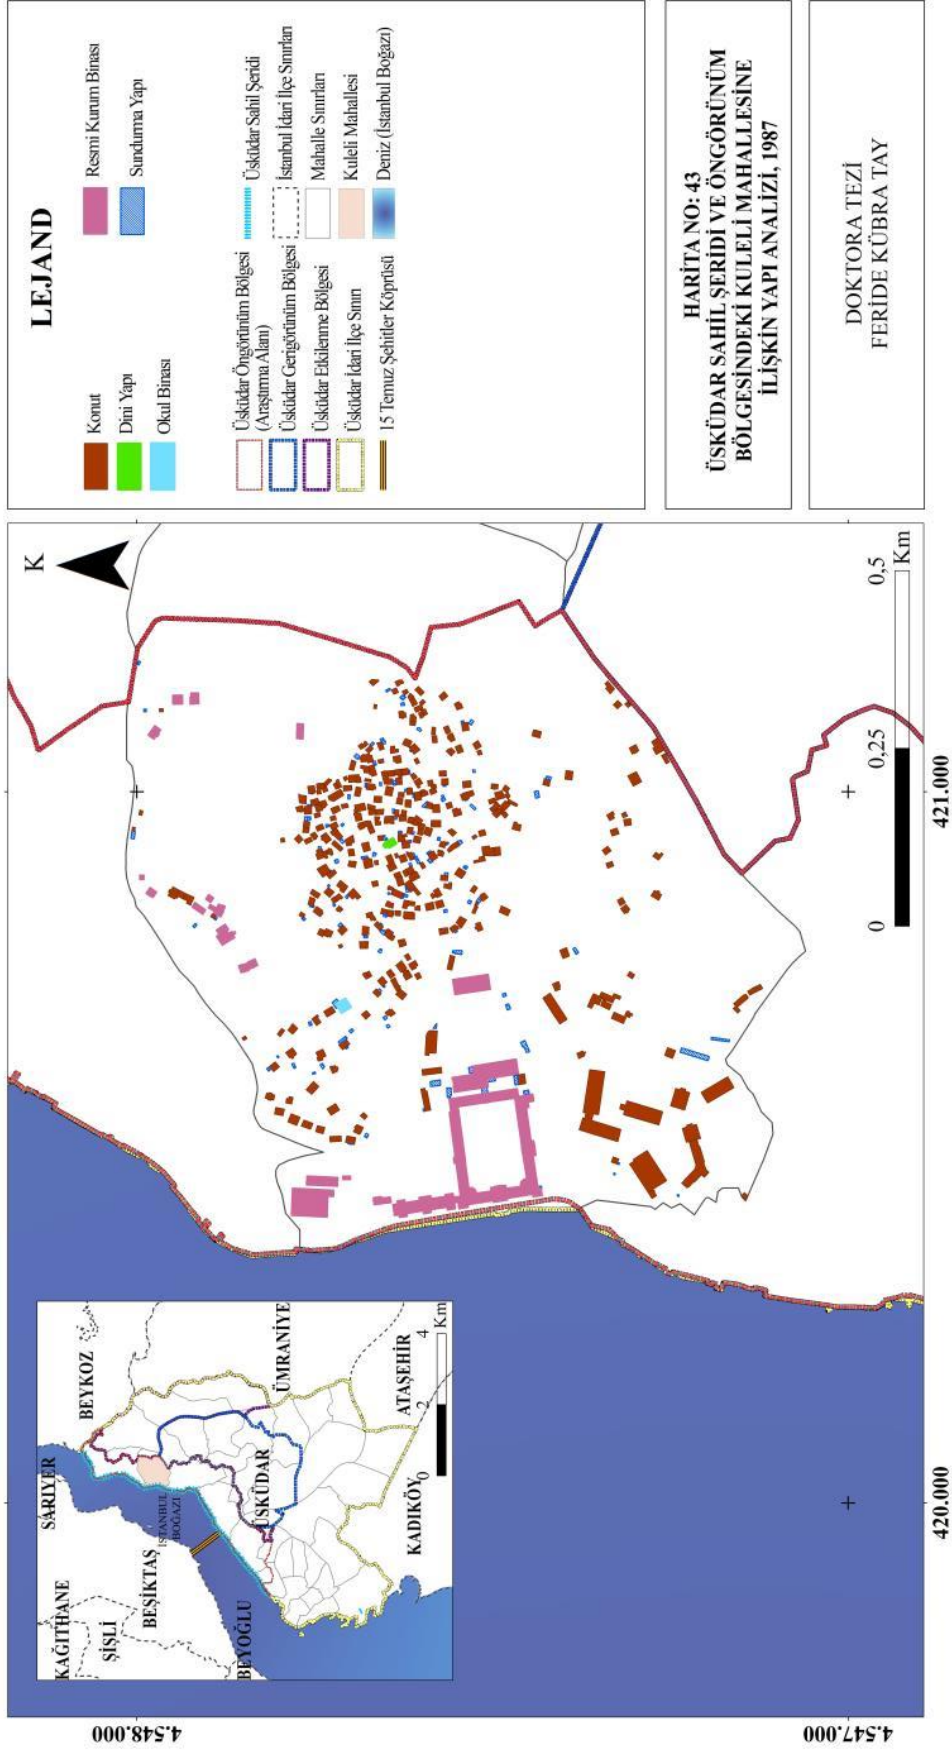 KAĞITHANE
SARIYER
BEYKOZ
ŞİŞLİ
BEŞİKTAŞ
İSTANBUL
BOĞAZI
BEYOĞLU
ÜSKÜDAR
ÜMRANİYE
KADIKÖY
ATAŞEHİR
0 2 4
Km
K
0 0,25 0,5
Km
4.548.000
4.547.000
420.000
421.000
LEJAND
Konut
Dini Yapı
Okul Binası
Resmi Kurum Binası
Sundurma Yapı
Üsküdar Öngörünüm Bölgesi
(Araştırma Alanı)
Üsküdar Gerigörünüm Bölgesi
Üsküdar Etkilenme Bölgesi
Üsküdar İdari İlçe Sınırı
15 Temuz Şehitler Köprüsü
Üsküdar Sahil Şeridi
İstanbul İdari İlçe Sınırları
Mahalle Sınırları
Kuleli Mahallesi
Deniz (İstanbul Boğazı)
HARİTA NO: 43
ÜSKÜDAR SAHİL ŞERİDİ VE ÖNGÖRÜNÜM
BÖLGESİNDEKİ KULELİ MAHALLESİNE
İLİŞKİN YAPI ANALİZİ, 1987
DOKTORA TEZİ
FERİDE KÜBRA TAY